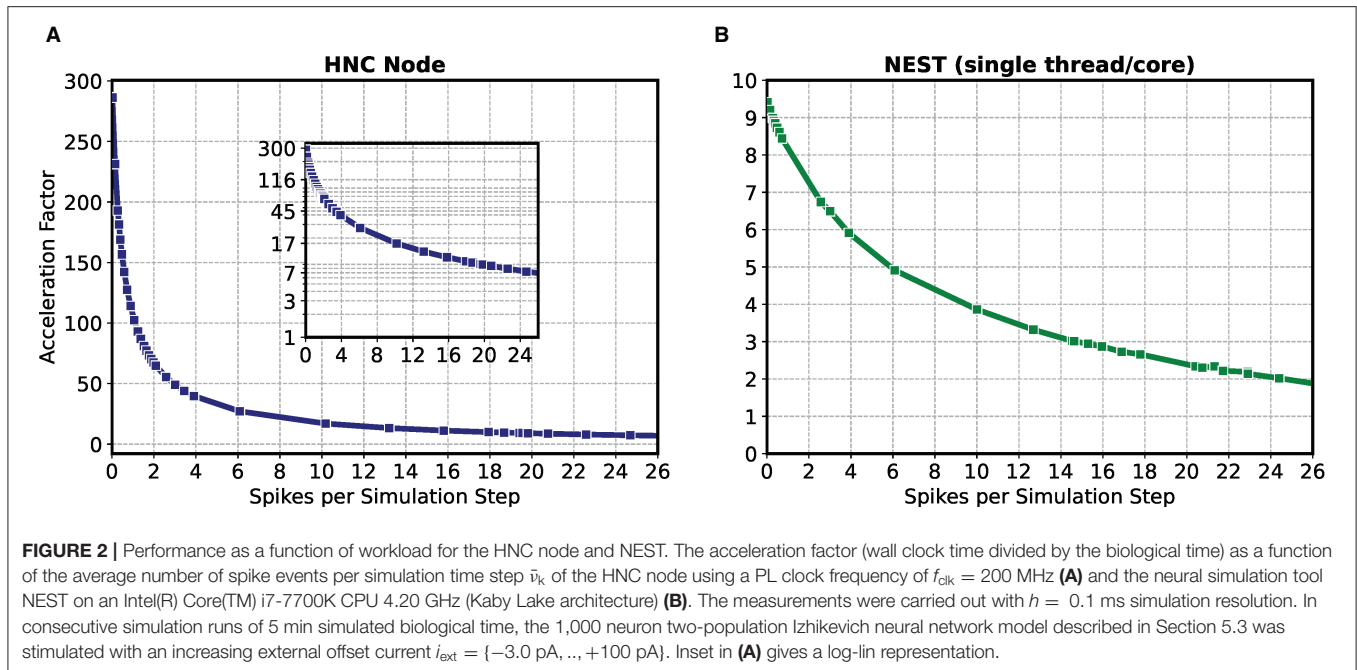 A
HNC Node
Acceleration Factor
300
250
200
150
100
50
0
0 2 4 6 8 10 12 14 16 18 20 22 24 26
Spikes per Simulation Step
300
116
45
17
7
3
1
0 4 8 12 16 20 24
B
NEST (single thread/core)
10
9
8
7
6
5
4
3
2
1
0
0 2 4 6 8 10 12 14 16 18 20 22 24 26
Spikes per Simulation Step
FIGURE 2 | Performance as a function of workload for the HNC node and NEST. The acceleration factor (wall clock time divided by the biological time) as a function
of the average number of spike events per simulation time step ν̄k of the HNC node using a PL clock frequency of fclk = 200 MHz (A) and the neural simulation tool
NEST on an Intel(R) Core(TM) i7-7700K CPU 4.20 GHz (Kaby Lake architecture) (B). The measurements were carried out with h = 0.1 ms simulation resolution. In
consecutive simulation runs of 5 min simulated biological time, the 1,000 neuron two-population Izhikevich neural network model described in Section 5.3 was
stimulated with an increasing external offset current iext = {−3.0 pA, .., +100 pA}. Inset in (A) gives a log-lin representation.